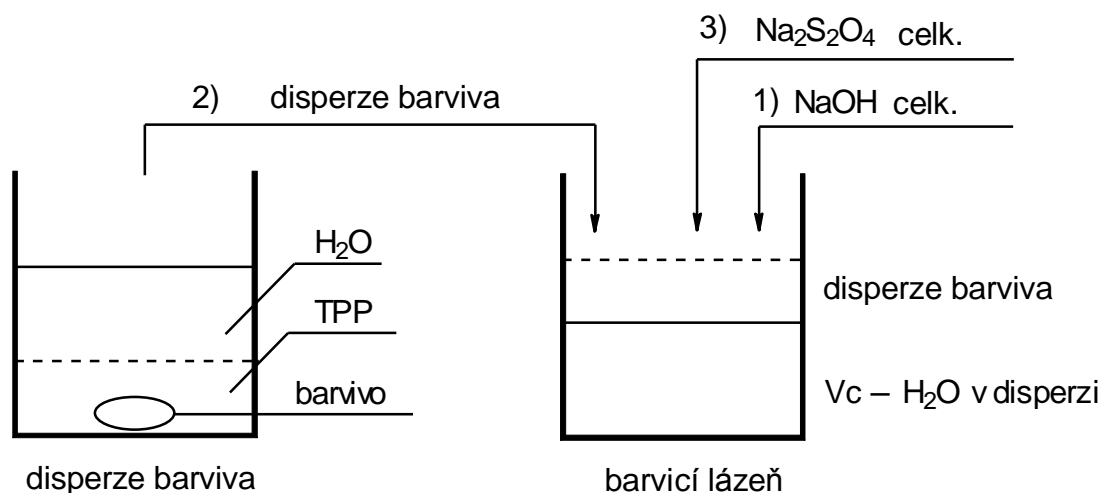 3) Na₂S₂O₄ celk.
2) disperze barviva
1) NaOH celk.
H₂O
TPP
barvivo
disperze barviva
Vc – H₂O v disperzi
disperze barviva
barvicí lázeň